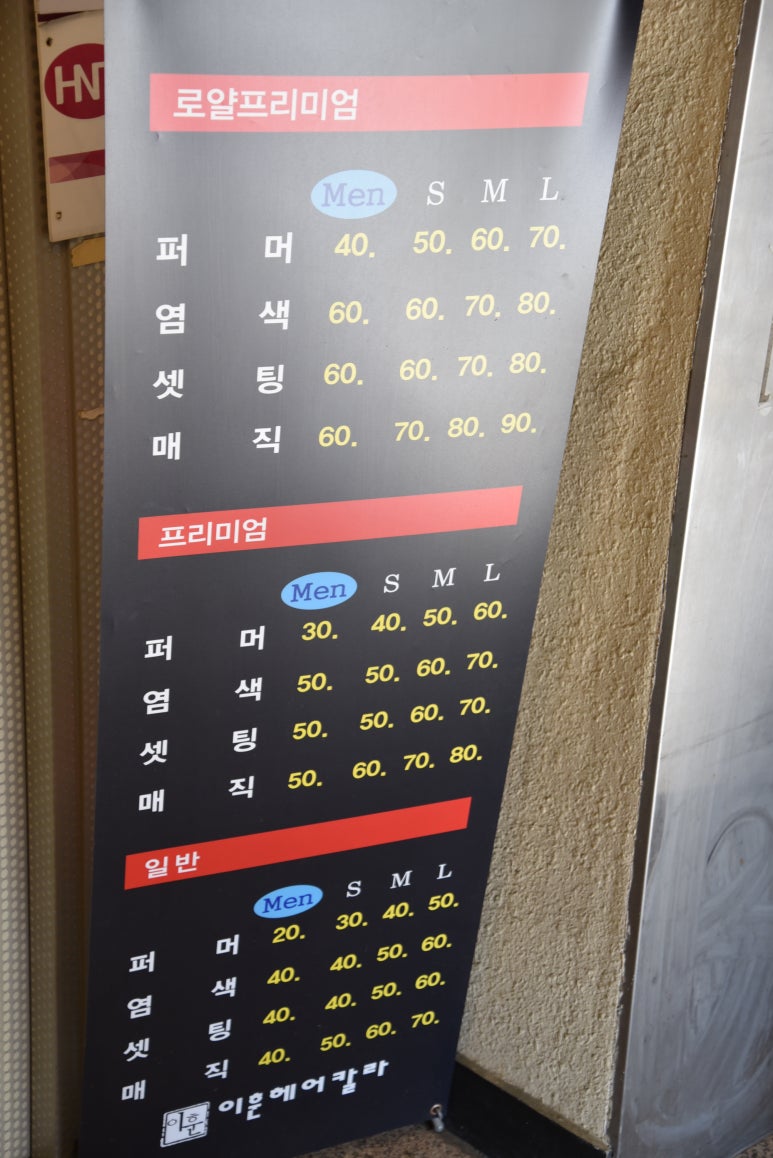 HNT
로얄프리미엄
Men S M L
퍼 머 40. 50. 60. 70.
염 색 60. 60. 70. 80.
셋 팅 60. 60. 70. 80.
매 직 60. 70. 80. 90.
프리미엄
Men S M L
퍼 머 30. 40. 50. 60.
염 색 50. 50. 60. 70.
셋 팅 50. 50. 60. 70.
매 직 50. 60. 70. 80.
일반
Men S M L
퍼 머 20. 30. 40. 50.
염 색 40. 40. 50. 60.
셋 팅 40. 40. 50. 60.
매 직 40. 50. 60. 70.
이훈 이훈헤어칼라